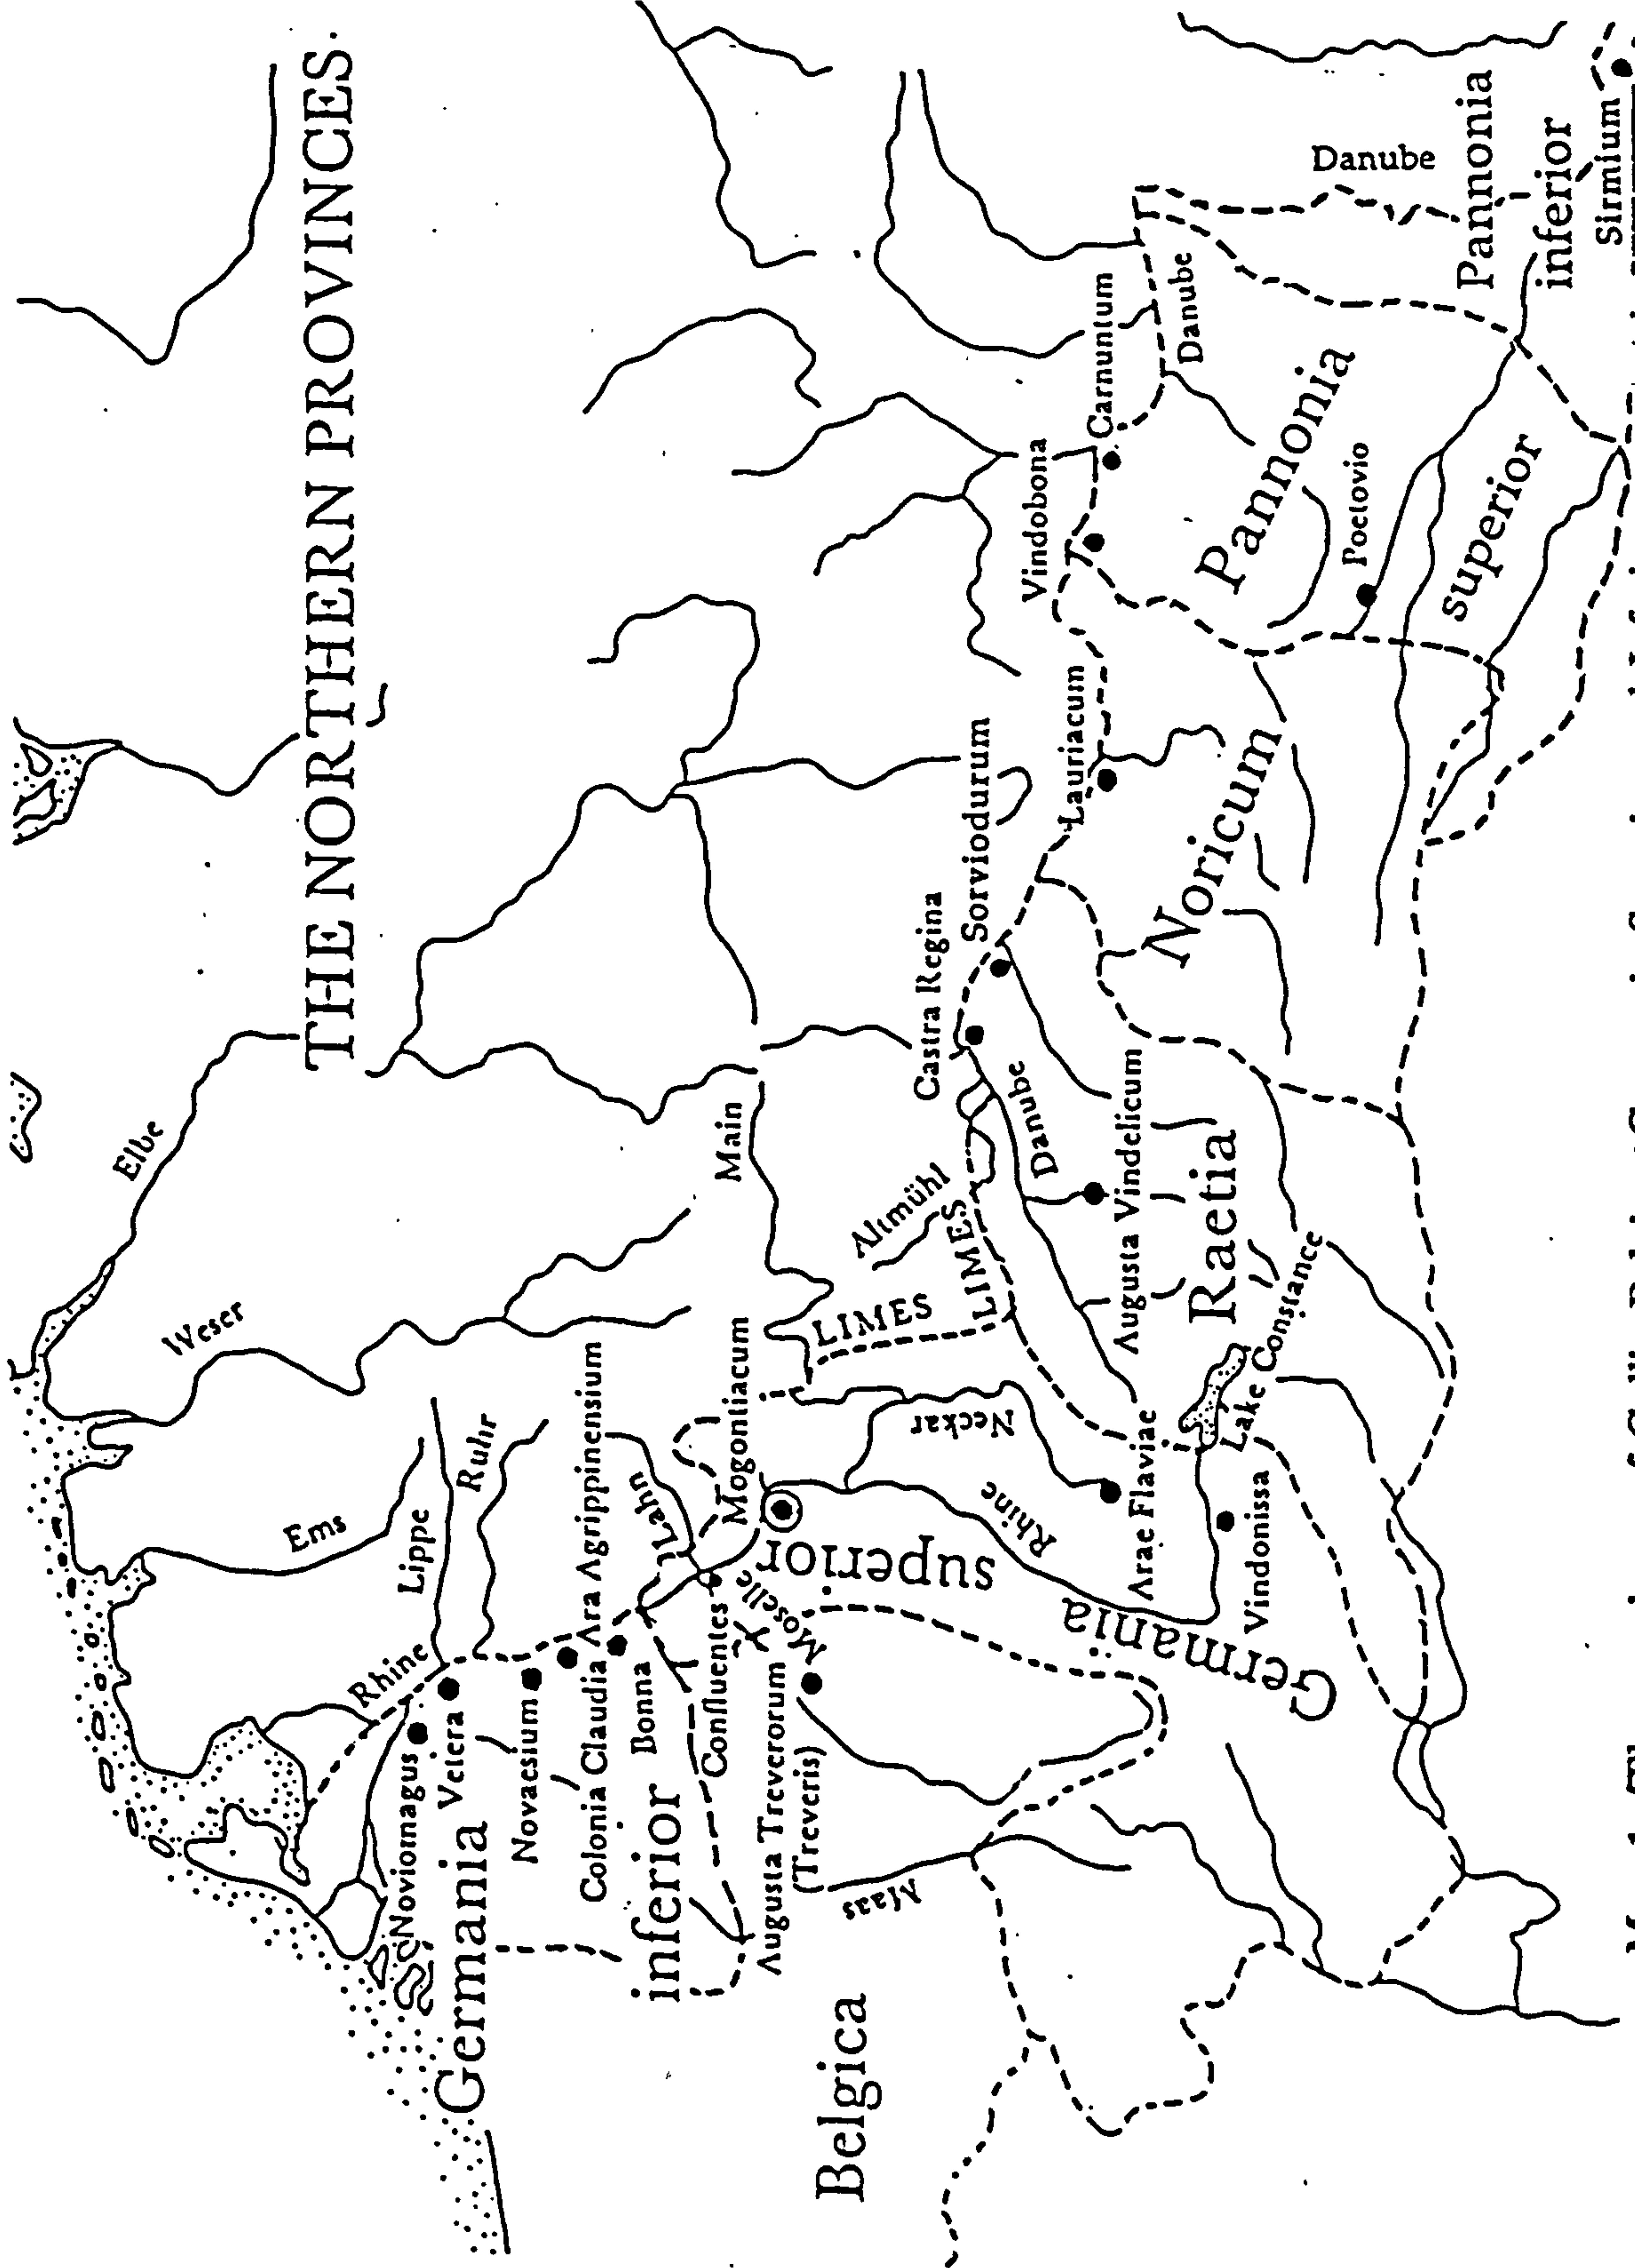 THE NORTHERN PROVINCES.
Elbe
Weser
Ems
Lippe
Ruhr
Rhine
Noviomagus
Vetera
Germania
inferior
Novaesium
Colonia Claudia
Ara Agrippinensium
Bonna
Lahn
Confluentes
Moselle
Mogontiacum
Augusta Treverorum
(Treveris)
Maas
Belgica
Main
LIMES
LIMES
Altmühl
Neckar
Rhine
Germania
superior
Arae Flaviae
Vindonissa
Lake Constance
Castra Regina
Sorviodurum
Danube
Augusta Vindelicum
Raetia
Lauriacum
Noricum
Vindobona
Carnuntum
Danube
Pannonia
superior
Poetovio
Danube
Pannonia
inferior
Sirmium